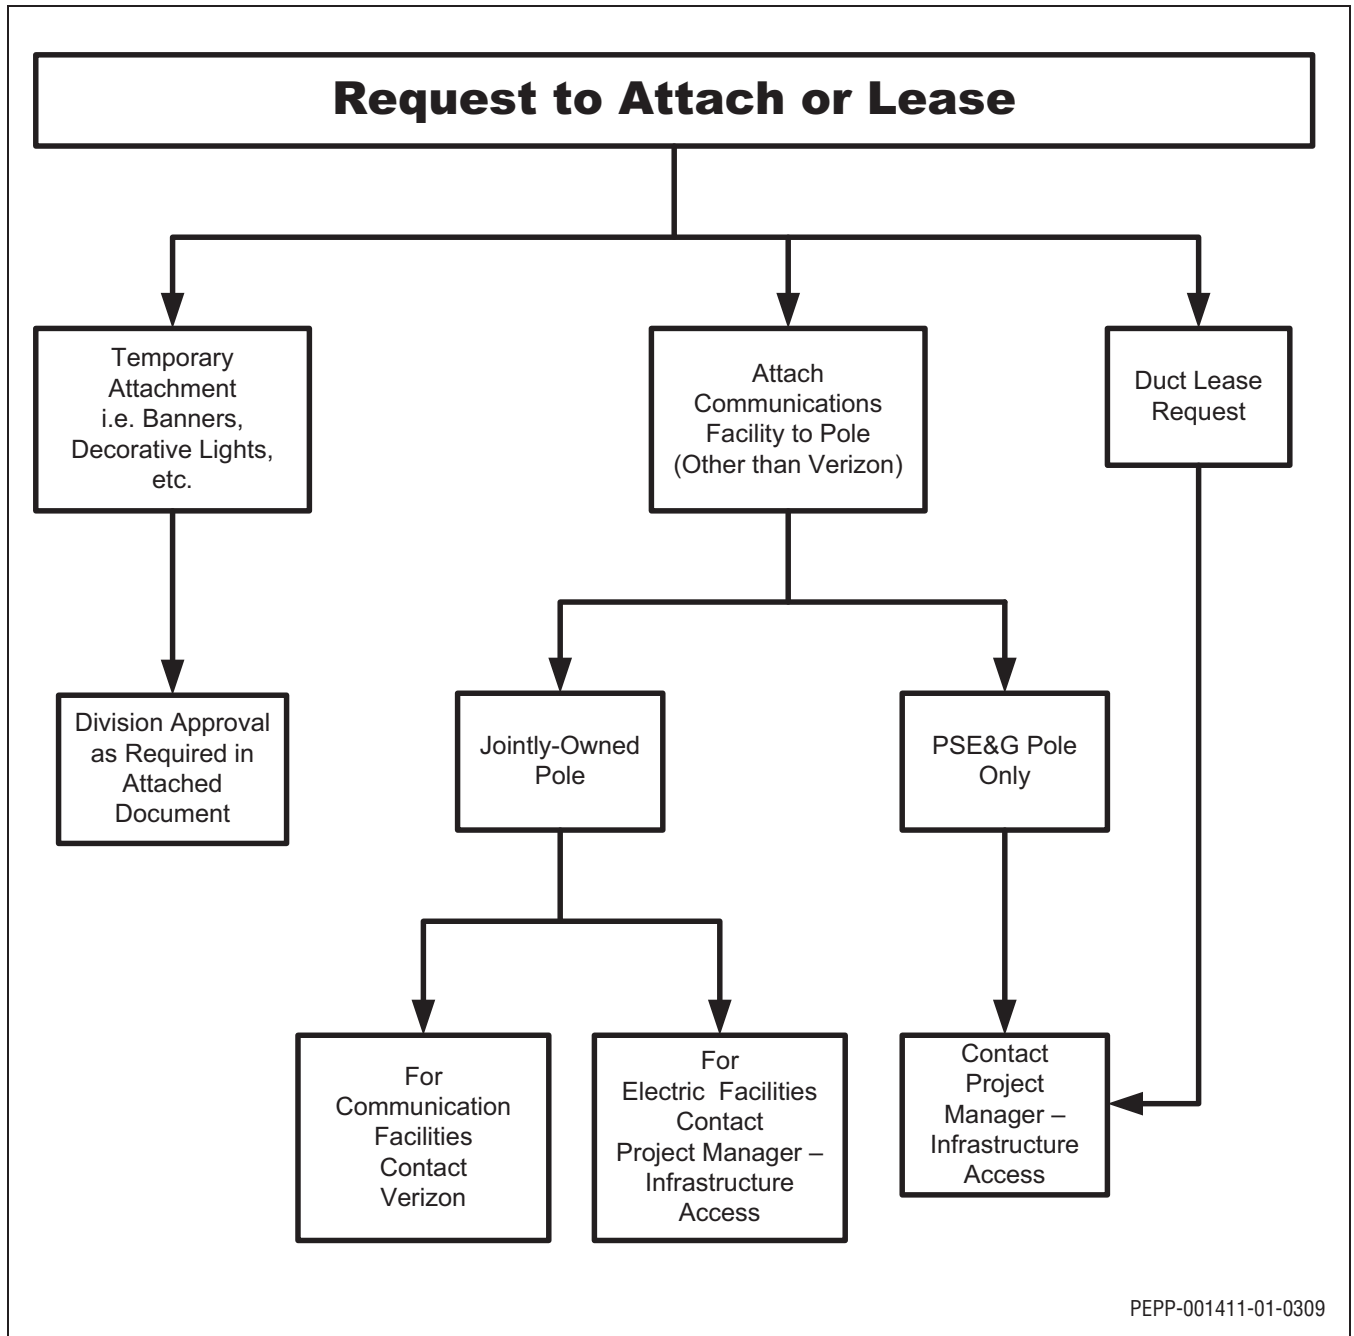 Request to Attach or Lease
Temporary
Attachment
i.e. Banners,
Decorative Lights,
etc.
Attach
Communications
Facility to Pole
(Other than Verizon)
Duct Lease
Request
Division Approval
as Required in
Attached
Document
Jointly-Owned
Pole
PSE&G Pole
Only
For
Communication
Facilities
Contact
Verizon
For
Electric Facilities
Contact
Project Manager –
Infrastructure
Access
Contact
Project
Manager –
Infrastructure
Access
PEPP-001411-01-0309